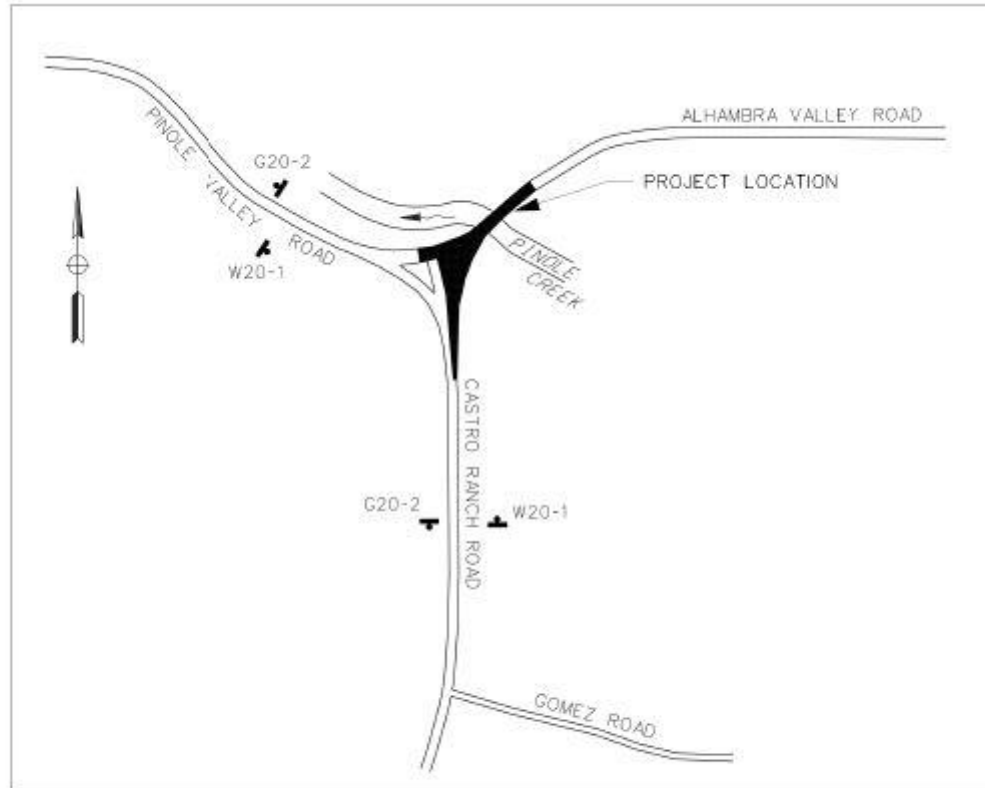 ALHAMBRA VALLEY ROAD
PINOLE VALLEY ROAD
G20-2
PROJECT LOCATION
W20-1
PINOLE
CREEK
CASTRO RANCH ROAD
G20-2
W20-1
GOMEZ ROAD